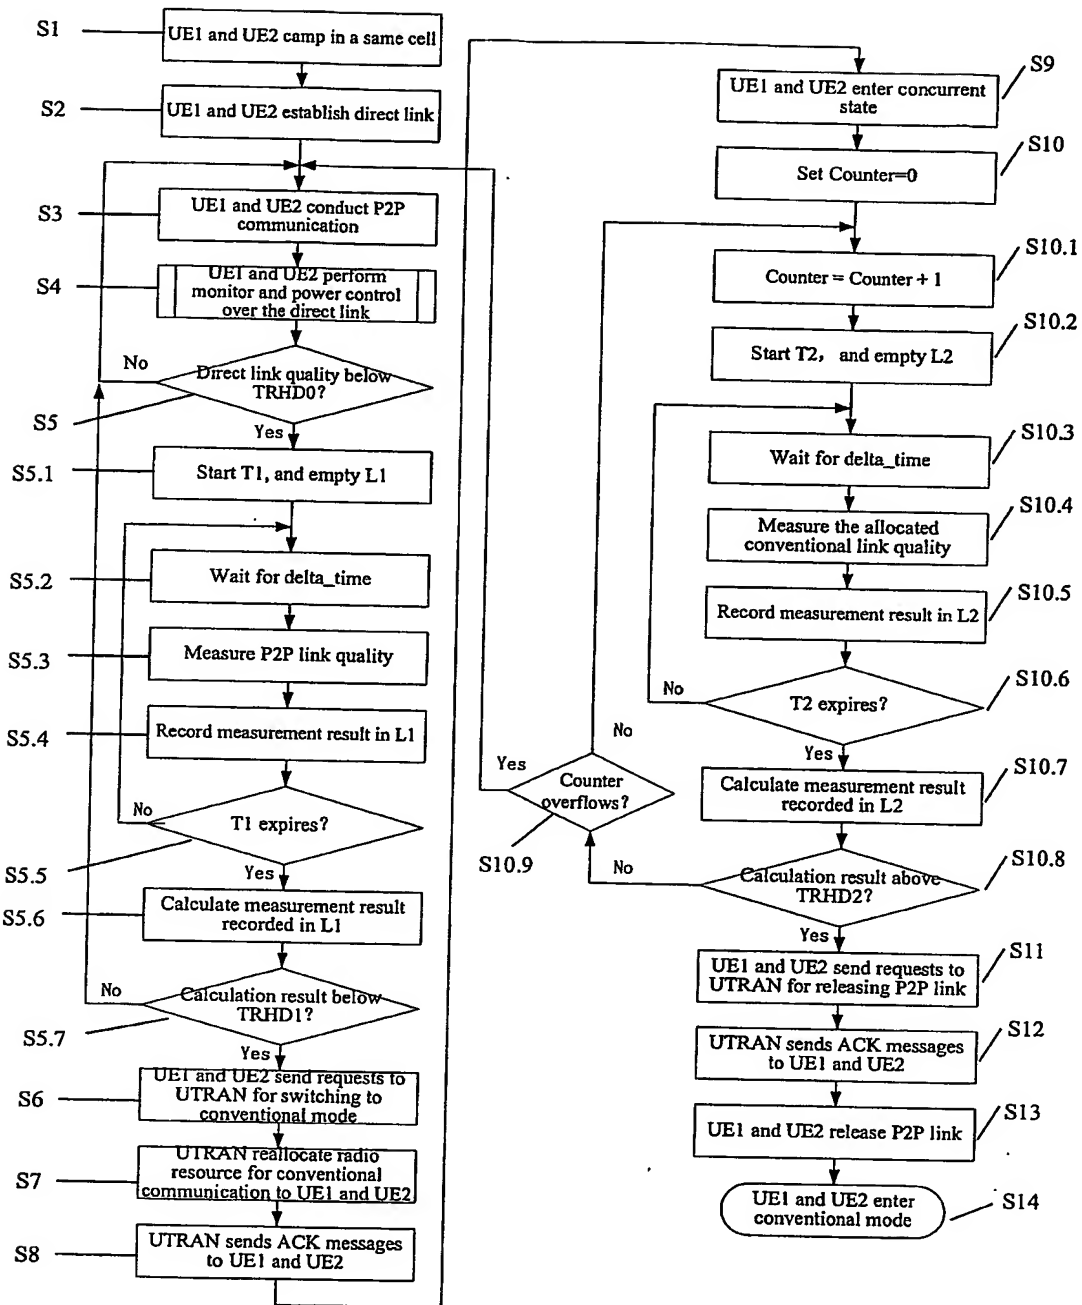 S1
UE1 and UE2 camp in a same cell
S2
UE1 and UE2 establish direct link
S3
UE1 and UE2 conduct P2P
communication
S4
UE1 and UE2 perform
monitor and power control
over the direct link
No
Direct link quality below
TRHD0?
S5
Yes
S5.1
Start T1, and empty L1
S5.2
Wait for delta_time
S5.3
Measure P2P link quality
S5.4
Record measurement result in L1
No
T1 expires?
S5.5
Yes
S5.6
Calculate measurement result
recorded in L1
No
Calculation result below
TRHD1?
S5.7
Yes
S6
UE1 and UE2 send requests to
UTRAN for switching to
conventional mode
S7
UTRAN reallocate radio
resource for conventional
communication to UE1 and UE2
S8
UTRAN sends ACK messages
to UE1 and UE2
S9
UE1 and UE2 enter concurrent
state
S10
Set Counter=0
S10.1
Counter = Counter + 1
S10.2
Start T2, and empty L2
S10.3
Wait for delta_time
S10.4
Measure the allocated
conventional link quality
S10.5
Record measurement result in L2
S10.6
No
T2 expires?
Yes
S10.7
Calculate measurement result
recorded in L2
No
Yes
Counter
overflows?
S10.9
S10.8
No
Calculation result above
TRHD2?
Yes
S11
UE1 and UE2 send requests to
UTRAN for releasing P2P link
S12
UTRAN sends ACK messages
to UE1 and UE2
S13
UE1 and UE2 release P2P link
UE1 and UE2 enter
conventional mode
S14